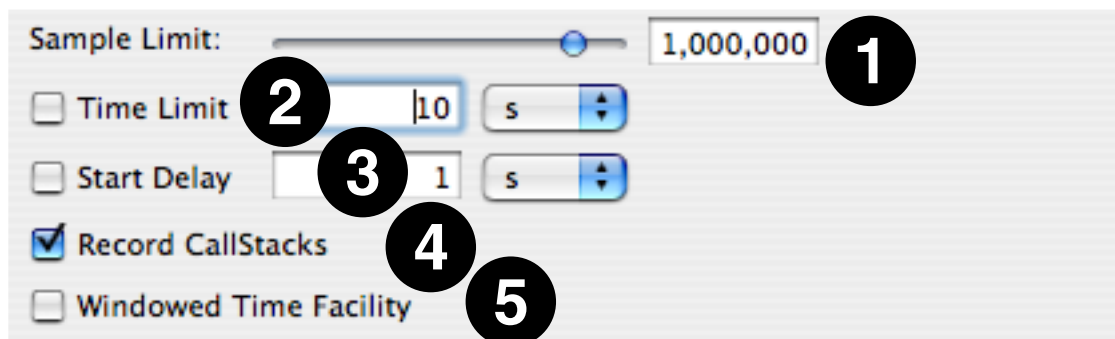 Sample Limit: 1,000,000 1
Time Limit 2 10 s
Start Delay 3 1 s
Record CallStacks 4
Windowed Time Facility 5